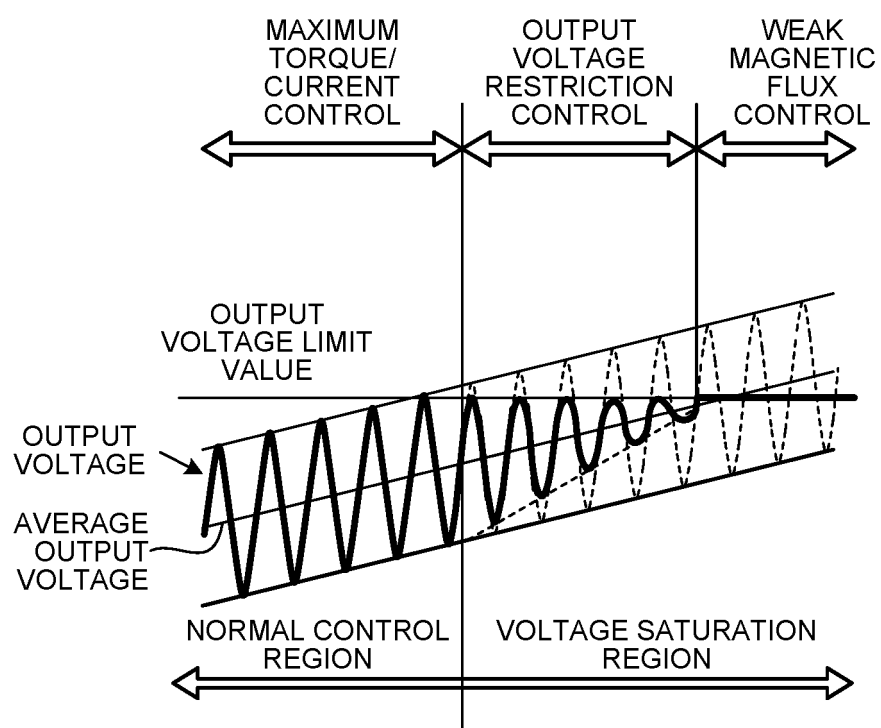 MAXIMUM
TORQUE/
CURRENT
CONTROL
OUTPUT
VOLTAGE
RESTRICTION
CONTROL
WEAK
MAGNETIC
FLUX
CONTROL
OUTPUT
VOLTAGE LIMIT
VALUE
OUTPUT
VOLTAGE
AVERAGE
OUTPUT
VOLTAGE
NORMAL CONTROL
REGION
VOLTAGE SATURATION
REGION